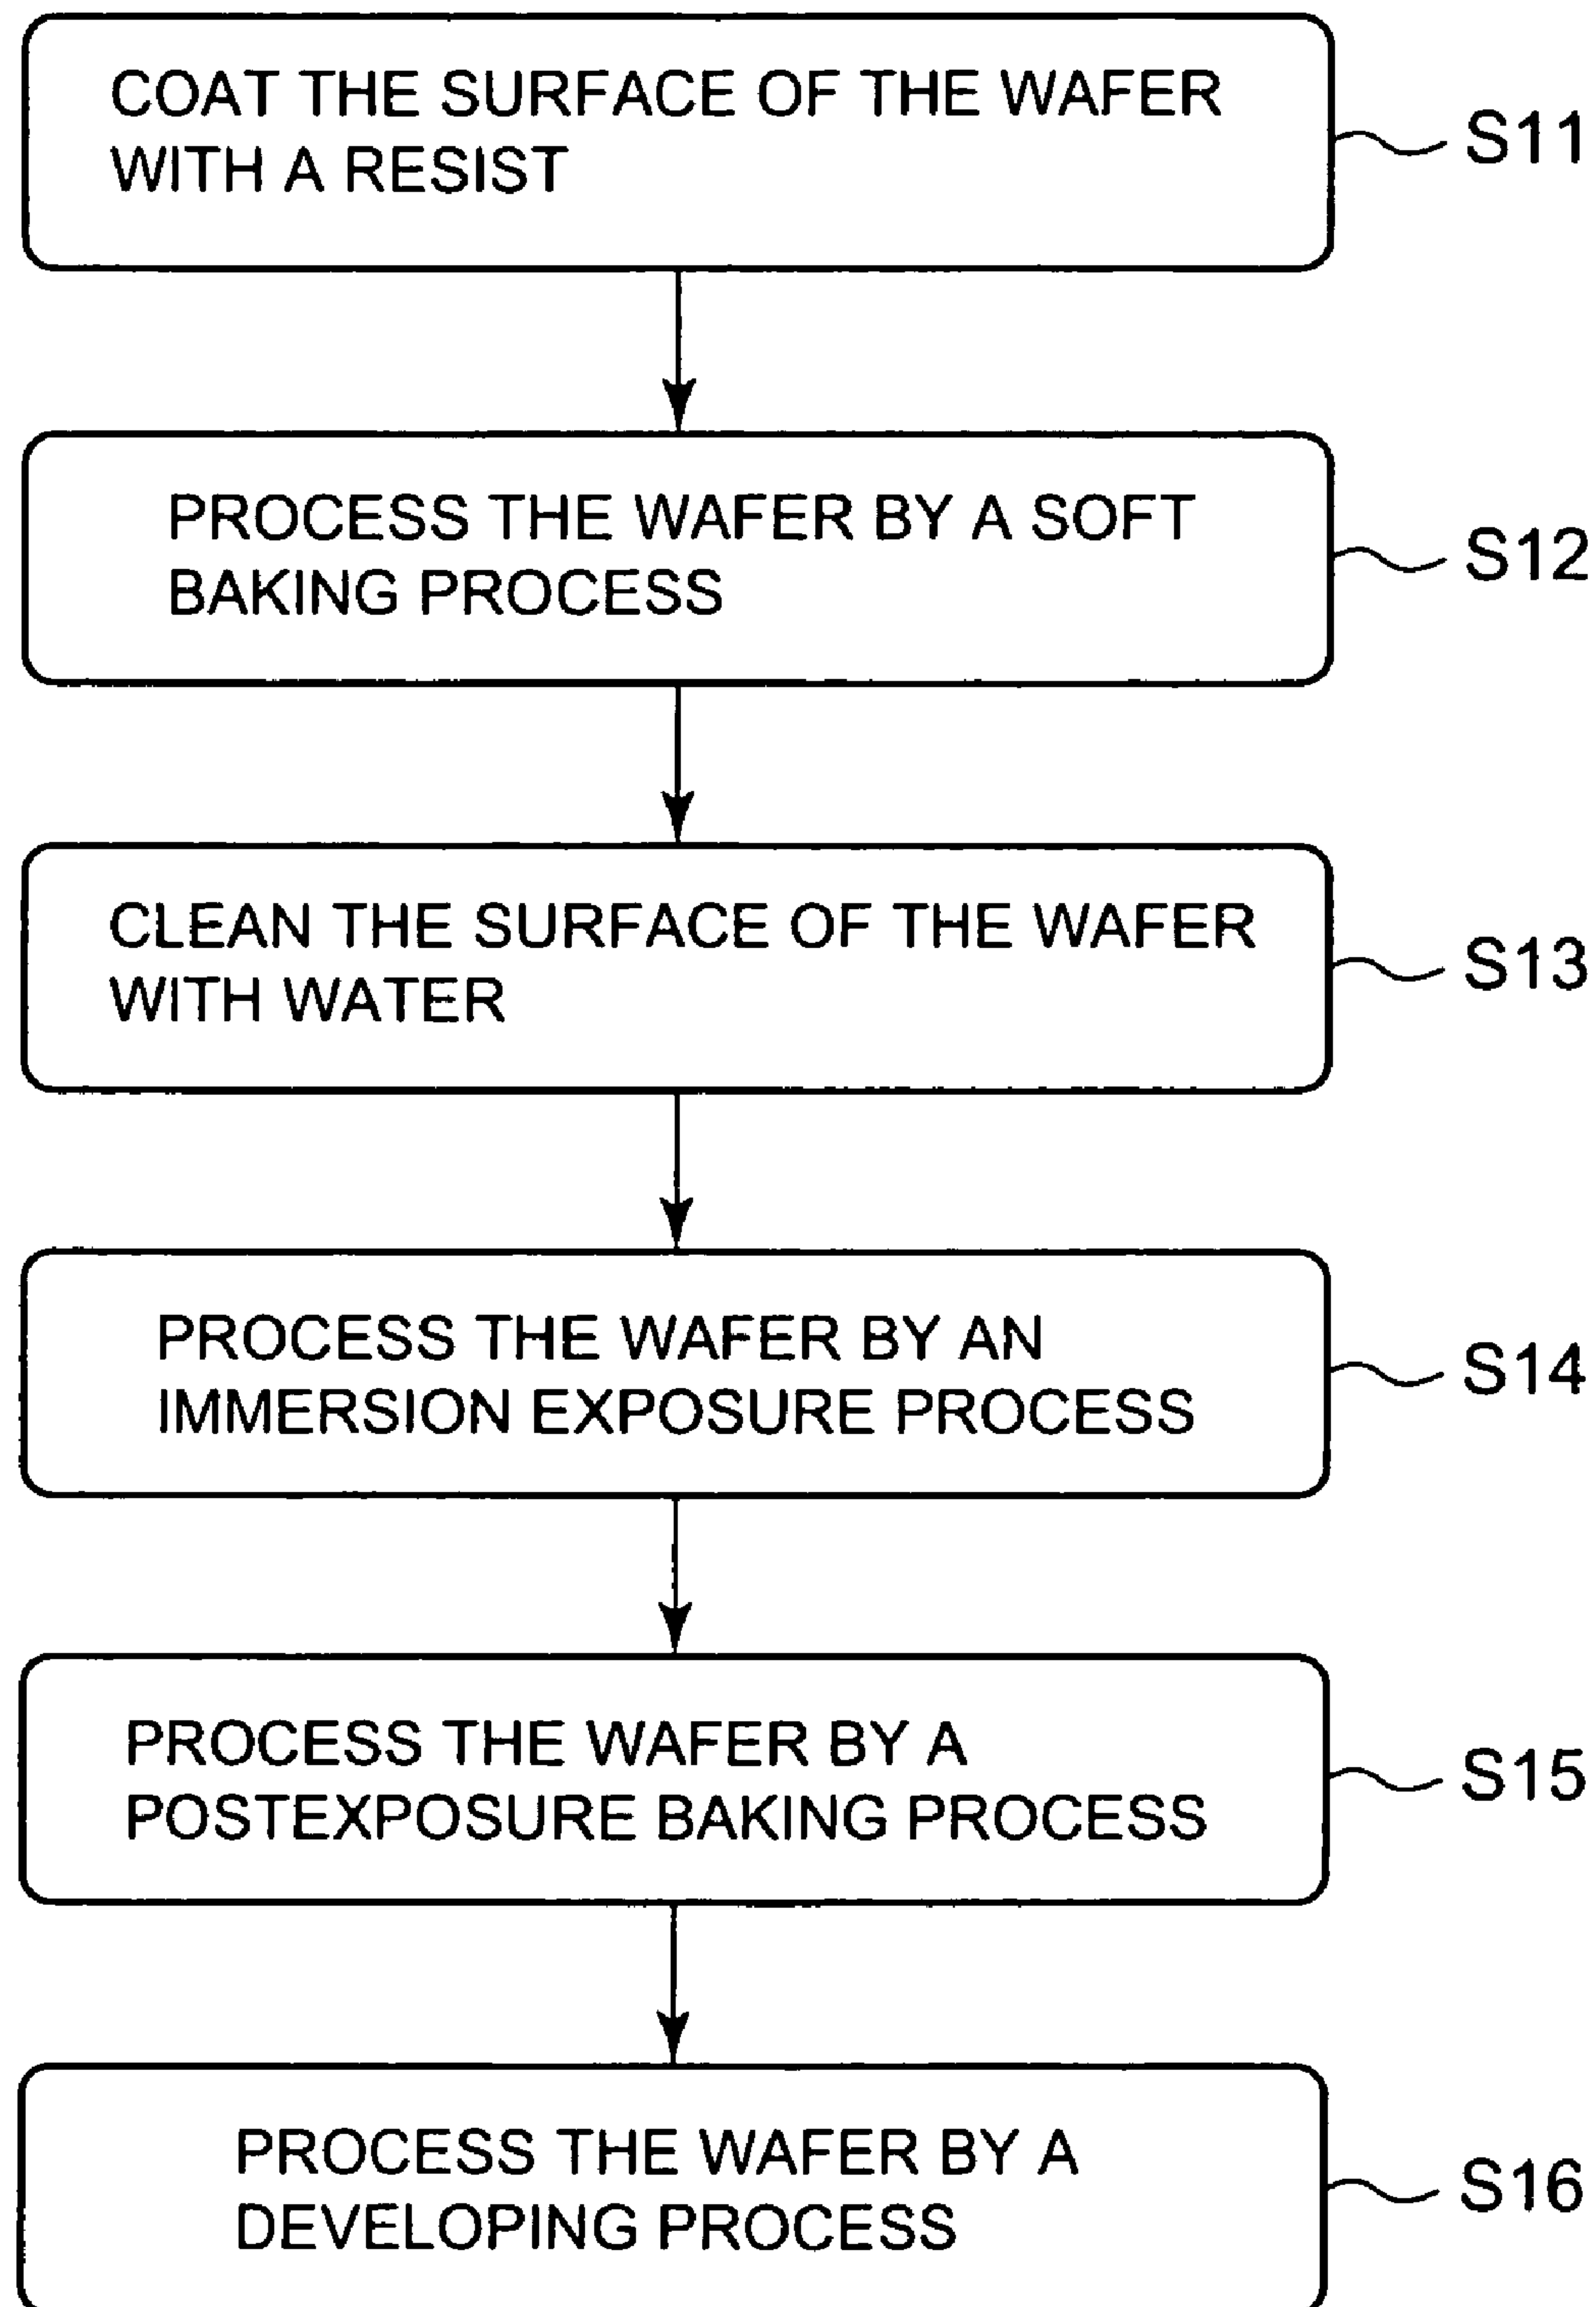 COAT THE SURFACE OF THE WAFER
WITH A RESIST
S11
PROCESS THE WAFER BY A SOFT
BAKING PROCESS
S12
CLEAN THE SURFACE OF THE WAFER
WITH WATER
S13
PROCESS THE WAFER BY AN
IMMERSION EXPOSURE PROCESS
S14
PROCESS THE WAFER BY A
POSTEXPOSURE BAKING PROCESS
S15
PROCESS THE WAFER BY A
DEVELOPING PROCESS
S16